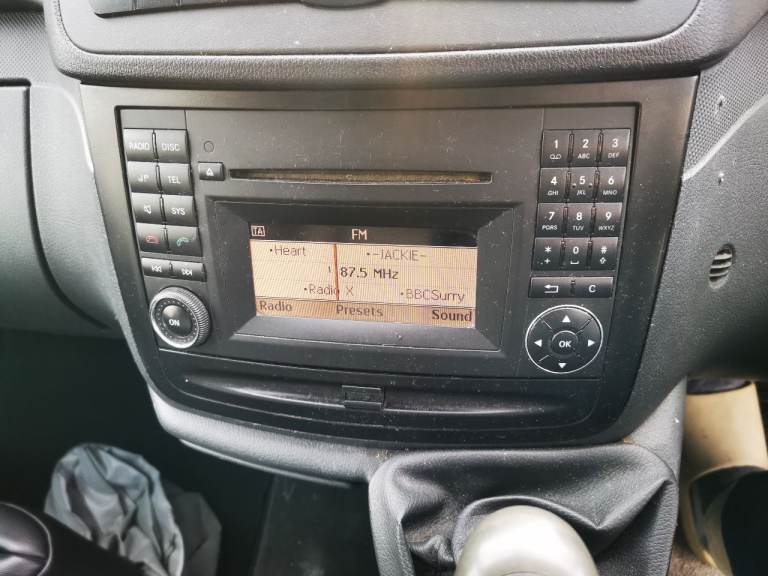 RADIO DISC
TEL
SYS
ON
TA
FM
•Heart •-JACKIE-
87.5 MHz
•Radio X •BBCSurry
Radio Presets Sound
1 2 ABC 3 DEF
4 GHI 5 JKL 6 MNO
7 PQRS 8 TUV 9 WXYZ
* + 0 #
C
OK